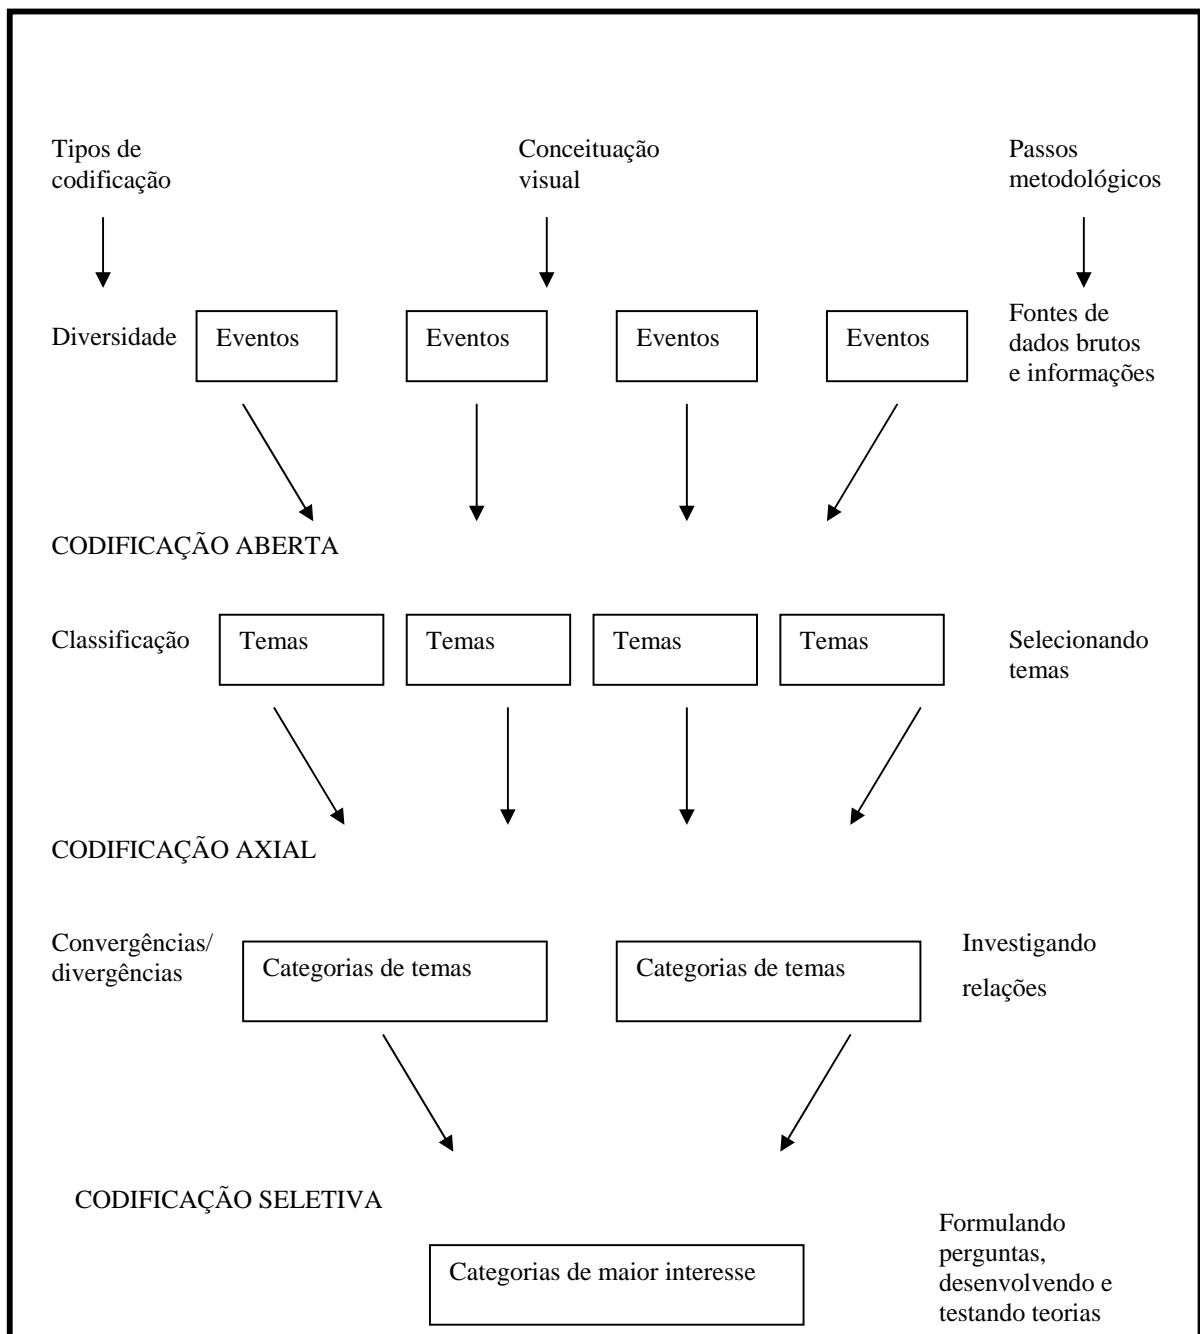 Tipos de
codificação
Conceituação
visual
Passos
metodológicos
Diversidade
Eventos
Eventos
Eventos
Eventos
Fontes de
dados brutos
e informações
CODIFICAÇÃO ABERTA
Classificação
Temas
Temas
Temas
Temas
Selecionando
temas
CODIFICAÇÃO AXIAL
Convergências/
divergências
Categorias de temas
Categorias de temas
Investigando
relações
CODIFICAÇÃO SELETIVA
Categorias de maior interesse
Formulando
perguntas,
desenvolvendo e
testando teorias